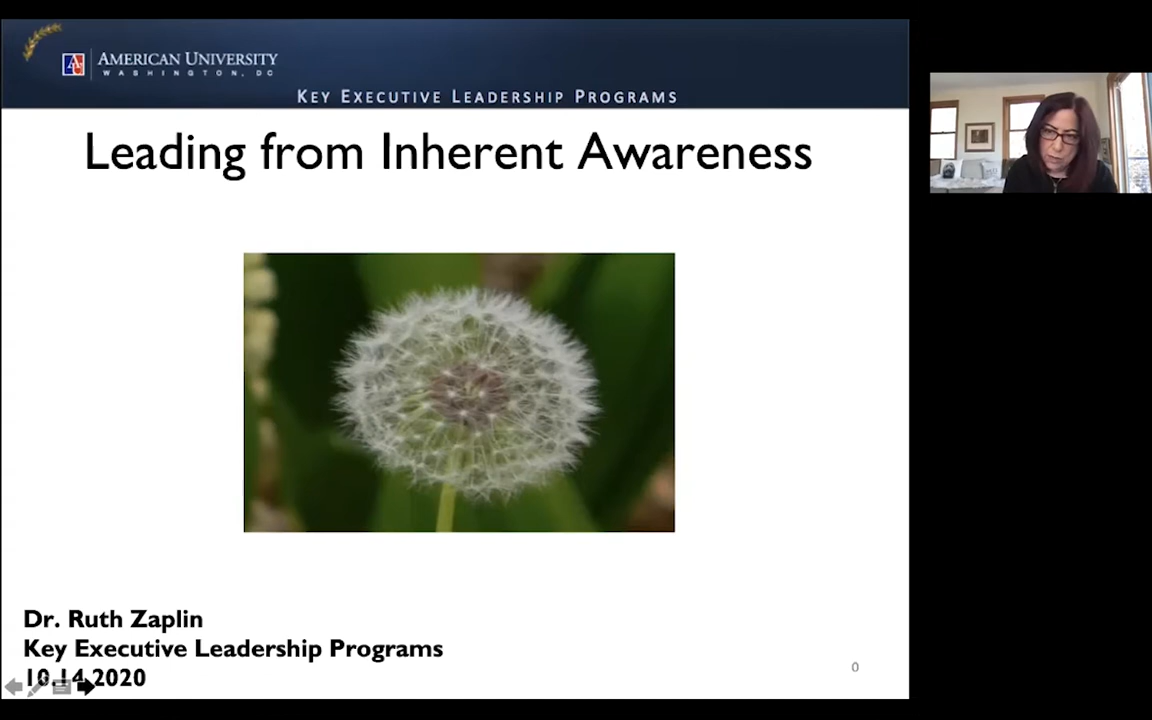 AMERICAN UNIVERSITY
WASHINGTON, DC
KEY EXECUTIVE LEADERSHIP PROGRAMS
Leading from Inherent Awareness
Dr. Ruth Zaplin
Key Executive Leadership Programs
10.14.2020
0